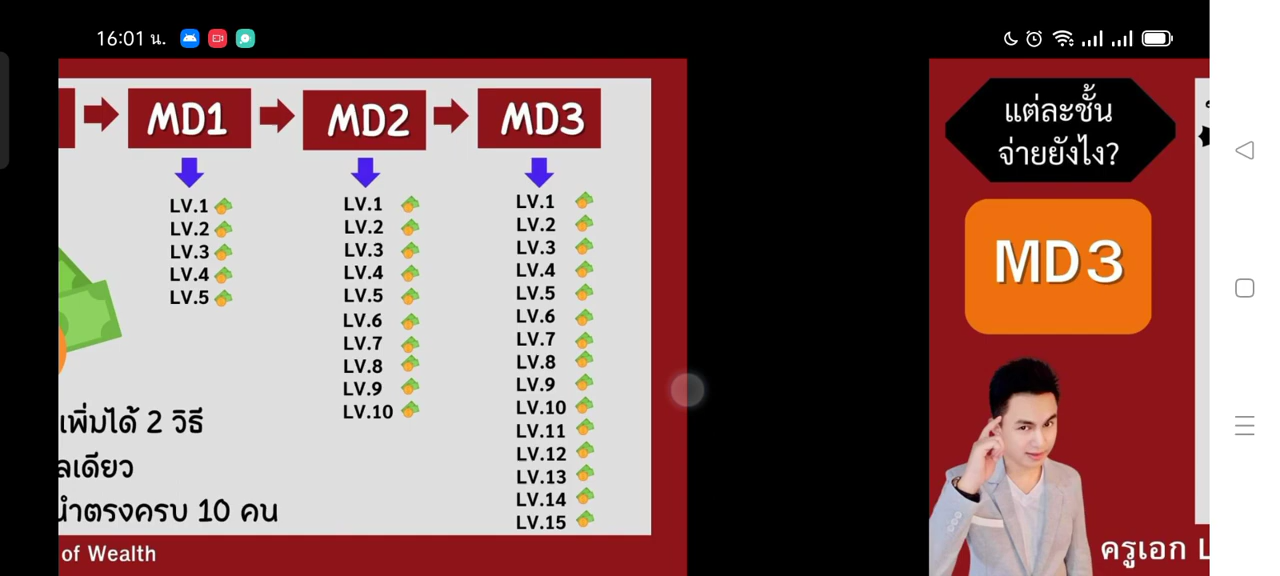 16:01 น.
MD1
MD2
MD3
LV.1
LV.2
LV.3
LV.4
LV.5
LV.1
LV.2
LV.3
LV.4
LV.5
LV.6
LV.7
LV.8
LV.9
LV.10
LV.1
LV.2
LV.3
LV.4
LV.5
LV.6
LV.7
LV.8
LV.9
LV.10
LV.11
LV.12
LV.13
LV.14
LV.15
เพิ่มได้ 2 วิธี
ลเดียว
นำตรงครบ 10 คน
of Wealth
แต่ละชั้น
จ่ายยังไง?
MD3
ครูเอก L